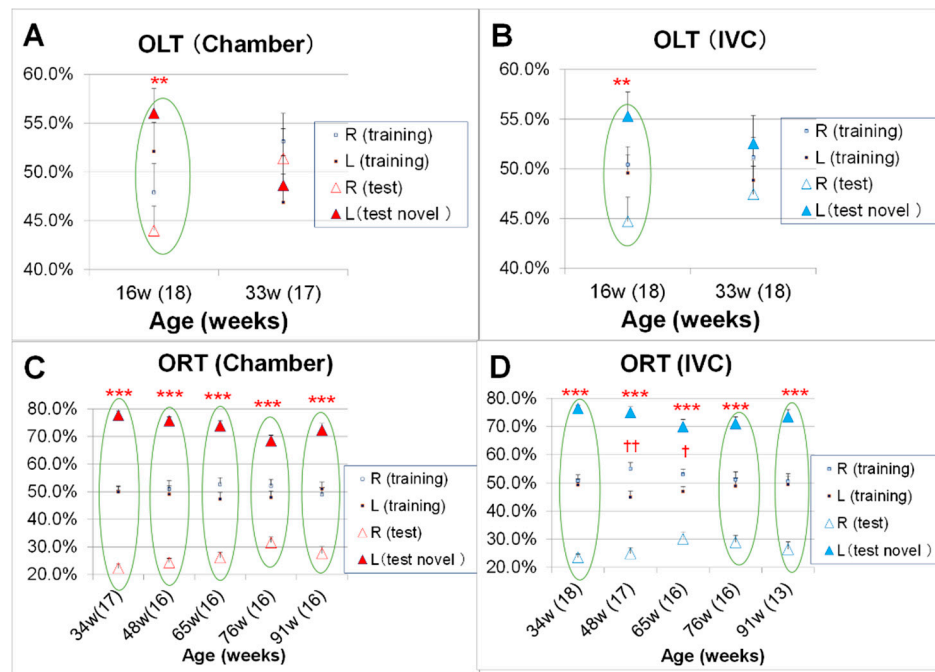 A
OLT (Chamber)
60.0%
55.0%
50.0%
45.0%
40.0%
**
R (training)
L (training)
R (test)
L(test novel )
16w (18)
33w (17)
Age (weeks)
B
OLT (IVC)
60.0%
55.0%
50.0%
45.0%
40.0%
**
R (training)
L (training)
R (test)
L(test novel )
16w (18)
33w (18)
Age (weeks)
C
ORT (Chamber)
*** *** *** *** ***
80.0%
70.0%
60.0%
50.0%
40.0%
30.0%
20.0%
R (training)
L (training)
R (test)
L(test novel )
34w(17)
48w(16)
65w(16)
76w (16)
91w (16)
Age (weeks)
D
ORT (IVC)
*** *** *** *** ***
†† †
80.0%
70.0%
60.0%
50.0%
40.0%
30.0%
20.0%
R (training)
L (training)
R (test)
L(test novel )
34w (18)
48w (17)
65w (16)
76w (16)
91w (13)
Age (weeks)